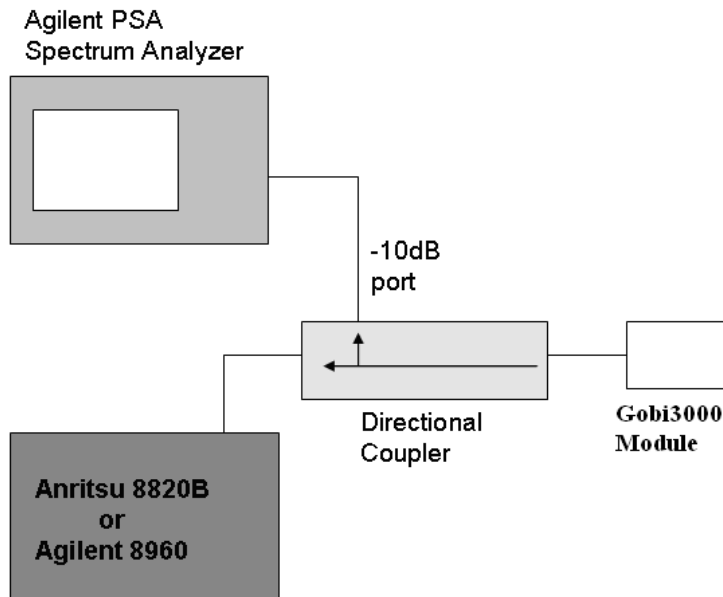 Agilent PSA
Spectrum Analyzer
-10dB
port
Directional
Coupler
Gobi3000
Module
Anritsu 8820B
or
Agilent 8960